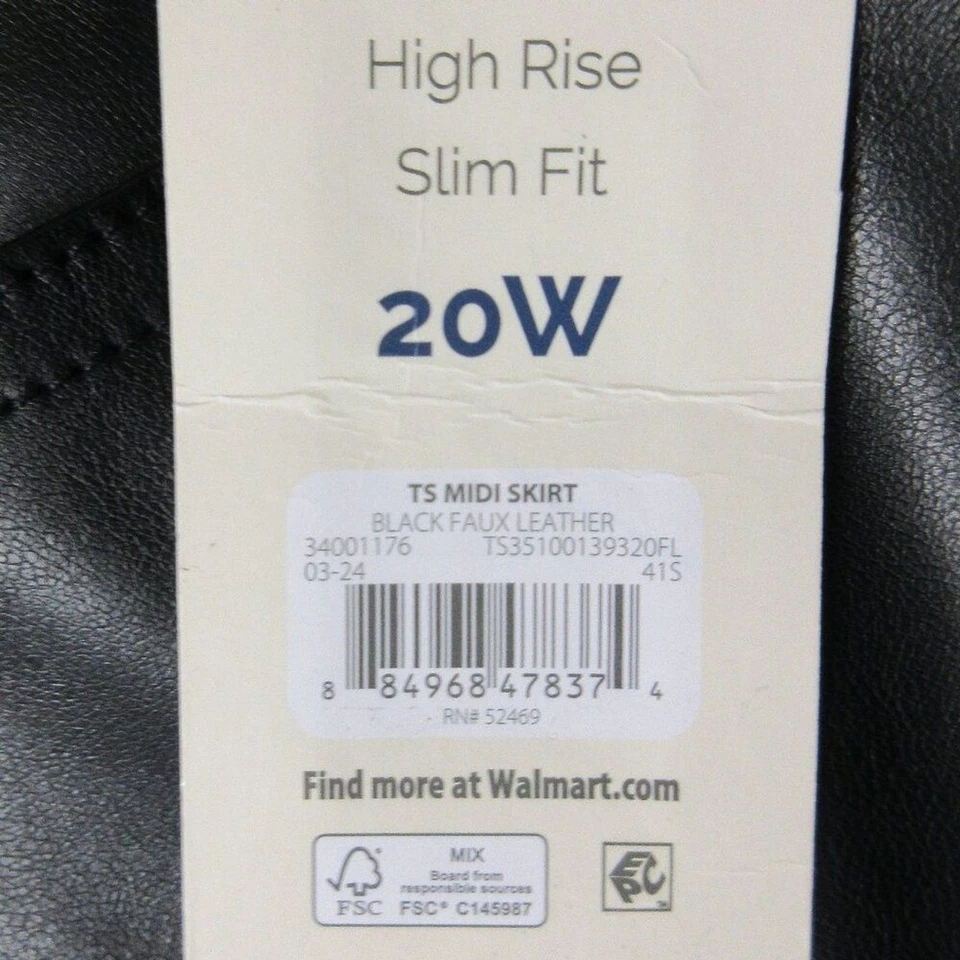 High Rise
Slim Fit
20W
TS MIDI SKIRT
BLACK FAUX LEATHER
34001176 TS35100139320FL
03-24 41S
8 84968 47837 4
RN# 52469
Find more at Walmart.com
MIX
Board from
responsible sources
FSC FSC® C145987
EPC